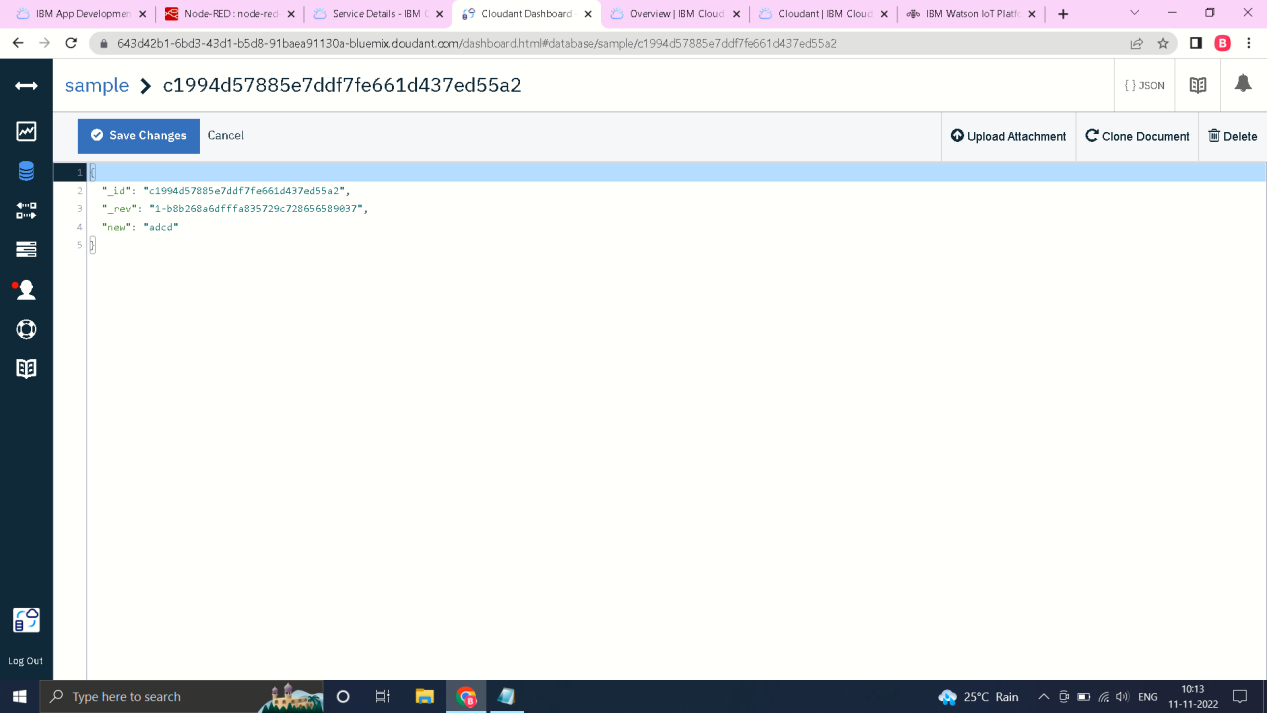 IBM App Developmen
Node-RED : node-red
Service Details - IBM C
Cloudant Dashboard
Overview | IBM Cloud
Cloudant | IBM Cloud
IBM Watson IoT Platfo
643d42b1-6bd3-43d1-b5d8-91baea91130a-bluemix.cloudant.com/dashboard.html#database/sample/c1994d57885e7ddf7fe661d437ed55a2
B
sample
c1994d57885e7ddf7fe661d437ed55a2
{ } JSON
Save Changes
Cancel
Upload Attachment
Clone Document
Delete
1 {
2 "_id": "c1994d57885e7ddf7fe661d437ed55a2",
3 "_rev": "1-b8b268a6dfffa835729c728656589037",
4 "new": "adcd"
5 }
Log Out
Type here to search
B
25°C Rain
ENG
10:13
11-11-2022